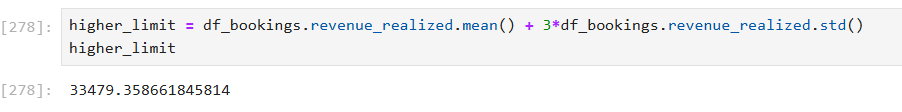 [278]: higher_limit = df_bookings.revenue_realized.mean() + 3*df_bookings.revenue_realized.std()
higher_limit
[278]: 33479.358661845814